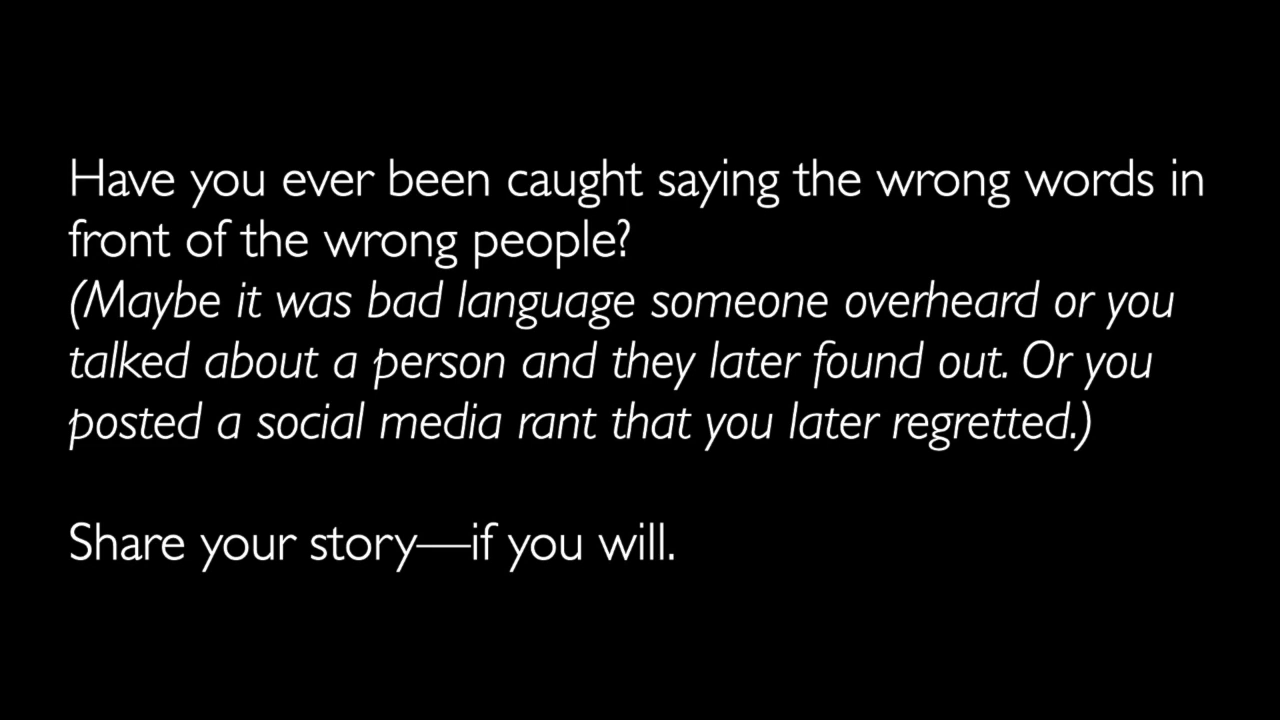 Have you ever been caught saying the wrong words in
front of the wrong people?
(Maybe it was bad language someone overheard or you
talked about a person and they later found out. Or you
posted a social media rant that you later regretted.)
Share your story—if you will.